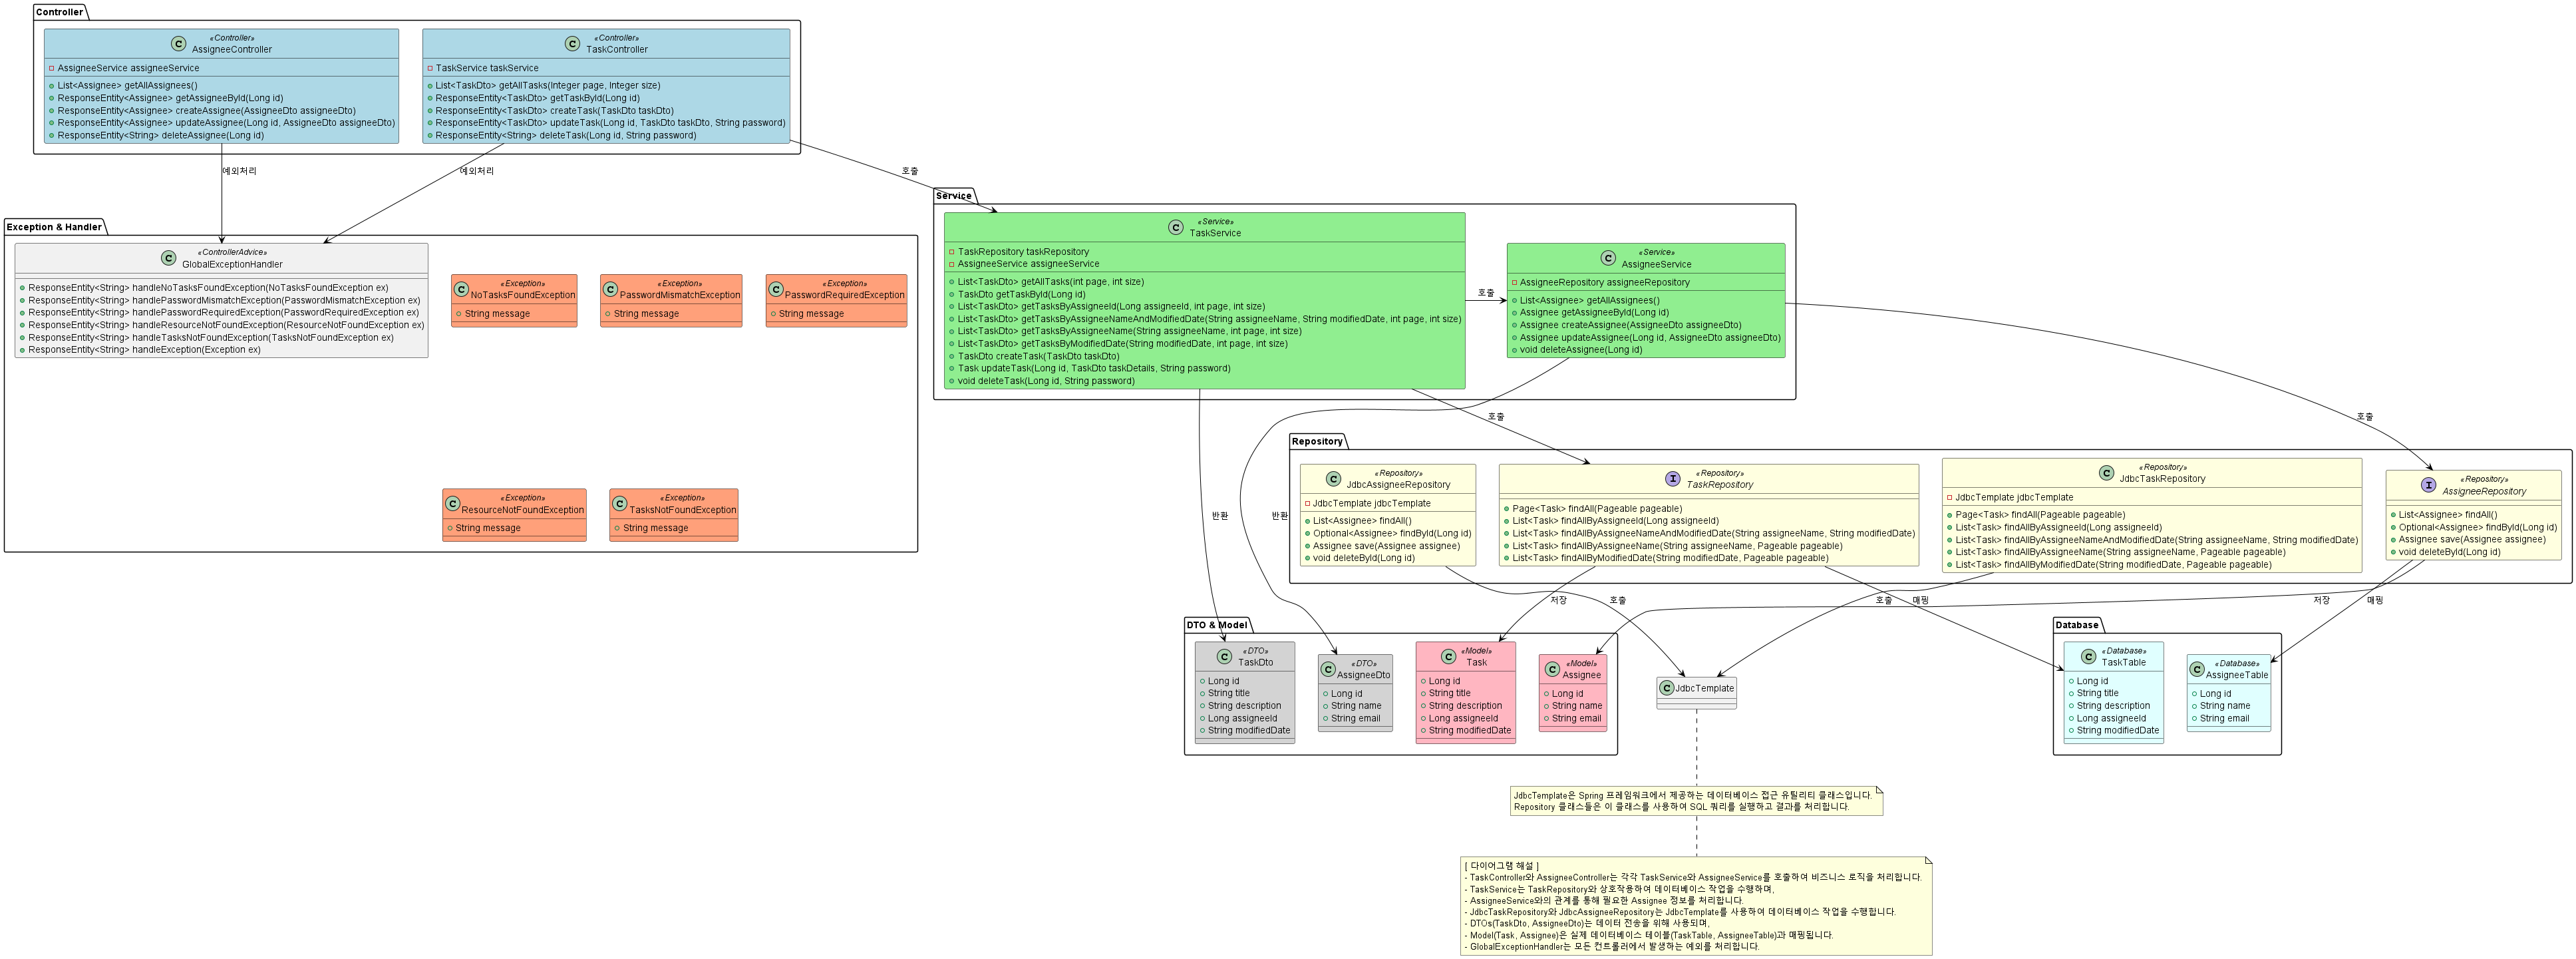 Controller
«Controller»
AssigneeController
AssigneeService assigneeService
List<Assignee> getAllAssignees()
ResponseEntity<Assignee> getAssigneeById(Long id)
ResponseEntity<Assignee> createAssignee(AssigneeDto assigneeDto)
ResponseEntity<Assignee> updateAssignee(Long id, AssigneeDto assigneeDto)
ResponseEntity<String> deleteAssignee(Long id)
«Controller»
TaskController
TaskService taskService
List<TaskDto> getAllTasks(Integer page, Integer size)
ResponseEntity<TaskDto> getTaskById(Long id)
ResponseEntity<TaskDto> createTask(TaskDto taskDto)
ResponseEntity<TaskDto> updateTask(Long id, TaskDto taskDto, String password)
ResponseEntity<String> deleteTask(Long id, String password)
예외처리
예외처리
호출
Exception & Handler
«ControllerAdvice»
GlobalExceptionHandler
ResponseEntity<String> handleNoTasksFoundException(NoTasksFoundException ex)
ResponseEntity<String> handlePasswordMismatchException(PasswordMismatchException ex)
ResponseEntity<String> handlePasswordRequiredException(PasswordRequiredException ex)
ResponseEntity<String> handleResourceNotFoundException(ResourceNotFoundException ex)
ResponseEntity<String> handleTasksNotFoundException(TasksNotFoundException ex)
ResponseEntity<String> handleException(Exception ex)
«Exception»
NoTasksFoundException
String message
«Exception»
PasswordMismatchException
String message
«Exception»
PasswordRequiredException
String message
«Exception»
ResourceNotFoundException
String message
«Exception»
TasksNotFoundException
String message
Service
«Service»
TaskService
TaskRepository taskRepository
AssigneeService assigneeService
List<TaskDto> getAllTasks(int page, int size)
TaskDto getTaskById(Long id)
List<TaskDto> getTasksByAssigneeId(Long assigneeId, int page, int size)
List<TaskDto> getTasksByAssigneeNameAndModifiedDate(String assigneeName, String modifiedDate, int page, int size)
List<TaskDto> getTasksByAssigneeName(String assigneeName, int page, int size)
List<TaskDto> getTasksByModifiedDate(String modifiedDate, int page, int size)
TaskDto createTask(TaskDto taskDto)
Task updateTask(Long id, TaskDto taskDetails, String password)
void deleteTask(Long id, String password)
호출
«Service»
AssigneeService
AssigneeRepository assigneeRepository
List<Assignee> getAllAssignees()
Assignee getAssigneeById(Long id)
Assignee createAssignee(AssigneeDto assigneeDto)
Assignee updateAssignee(Long id, AssigneeDto assigneeDto)
void deleteAssignee(Long id)
호출
호출
반환
반환
Repository
«Repository»
JdbcAssigneeRepository
JdbcTemplate jdbcTemplate
List<Assignee> findAll()
Optional<Assignee> findById(Long id)
Assignee save(Assignee assignee)
void deleteById(Long id)
«Repository»
TaskRepository
Page<Task> findAll(Pageable pageable)
List<Task> findAllByAssigneeId(Long assigneeId)
List<Task> findAllByAssigneeNameAndModifiedDate(String assigneeName, String modifiedDate)
List<Task> findAllByAssigneeName(String assigneeName, Pageable pageable)
List<Task> findAllByModifiedDate(String modifiedDate, Pageable pageable)
«Repository»
JdbcTaskRepository
JdbcTemplate jdbcTemplate
Page<Task> findAll(Pageable pageable)
List<Task> findAllByAssigneeId(Long assigneeId)
List<Task> findAllByAssigneeNameAndModifiedDate(String assigneeName, String modifiedDate)
List<Task> findAllByAssigneeName(String assigneeName, Pageable pageable)
List<Task> findAllByModifiedDate(String modifiedDate, Pageable pageable)
«Repository»
AssigneeRepository
List<Assignee> findAll()
Optional<Assignee> findById(Long id)
Assignee save(Assignee assignee)
void deleteById(Long id)
저장
호출
호출
매핑
저장
매핑
DTO & Model
«DTO»
TaskDto
Long id
String title
String description
Long assigneeId
String modifiedDate
«DTO»
AssigneeDto
Long id
String name
String email
«Model»
Task
Long id
String title
String description
Long assigneeId
String modifiedDate
«Model»
Assignee
Long id
String name
String email
JdbcTemplate
Database
«Database»
TaskTable
Long id
String title
String description
Long assigneeId
String modifiedDate
«Database»
AssigneeTable
Long id
String name
String email
JdbcTemplate은 Spring 프레임워크에서 제공하는 데이터베이스 접근 유틸리티 클래스입니다.
Repository 클래스들은 이 클래스를 사용하여 SQL 쿼리를 실행하고 결과를 처리합니다.
[ 다이어그램 해설 ]
- TaskController와 AssigneeController는 각각 TaskService와 AssigneeService를 호출하여 비즈니스 로직을 처리합니다.
- TaskService는 TaskRepository와 상호작용하여 데이터베이스 작업을 수행하며,
- AssigneeService와의 관계를 통해 필요한 Assignee 정보를 처리합니다.
- JdbcTaskRepository와 JdbcAssigneeRepository는 JdbcTemplate를 사용하여 데이터베이스 작업을 수행합니다.
- DTOs(TaskDto, AssigneeDto)는 데이터 전송을 위해 사용되며,
- Model(Task, Assignee)은 실제 데이터베이스 테이블(TaskTable, AssigneeTable)과 매핑됩니다.
- GlobalExceptionHandler는 모든 컨트롤러에서 발생하는 예외를 처리합니다.